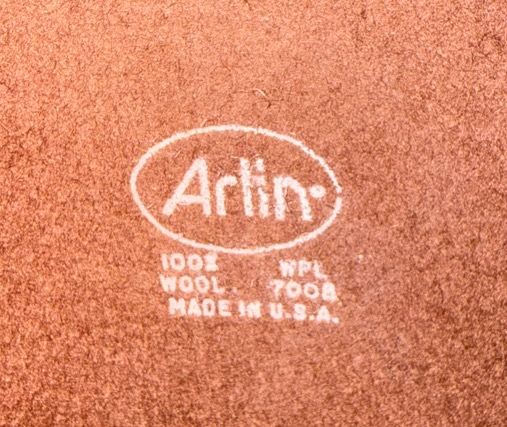 Artin
100% WPL
WOOL 7008
MADE IN U.S.A.